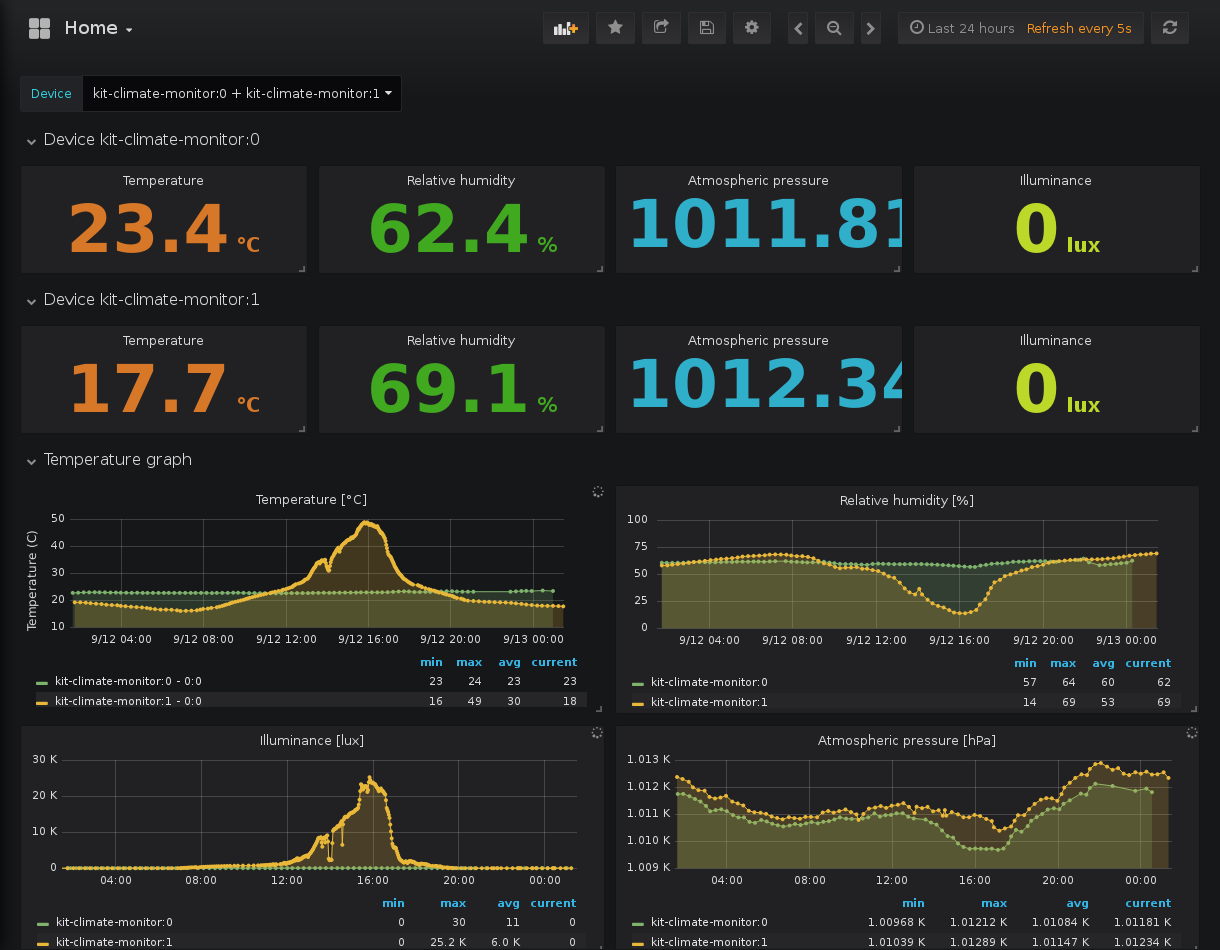 Home
Last 24 hours Refresh every 5s
Device kit-climate-monitor:0 + kit-climate-monitor:1
Device kit-climate-monitor:0
Temperature Relative humidity Atmospheric pressure Illuminance
23.4 °C 62.4 % 1011.81 0 lux
Device kit-climate-monitor:1
Temperature Relative humidity Atmospheric pressure Illuminance
17.7 °C 69.1 % 1012.34 0 lux
Temperature graph
Temperature [°C]
Temperature (C)
50
40
30
20
10
9/12 04:00 9/12 08:00 9/12 12:00 9/12 16:00 9/12 20:00 9/13 00:00
min max avg current
kit-climate-monitor:0 - 0:0 23 24 23 23
kit-climate-monitor:1 - 0:0 16 49 30 18
Relative humidity [%]
100
75
50
25
0
9/12 04:00 9/12 08:00 9/12 12:00 9/12 16:00 9/12 20:00 9/13 00:00
min max avg current
kit-climate-monitor:0 57 64 60 62
kit-climate-monitor:1 14 69 53 69
Illuminance [lux]
30 K
20 K
10 K
0
04:00 08:00 12:00 16:00 20:00 00:00
min max avg current
kit-climate-monitor:0 0 30 11 0
kit-climate-monitor:1 0 25.2 K 6.0 K 0
Atmospheric pressure [hPa]
1.013 K
1.012 K
1.011 K
1.010 K
1.009 K
04:00 08:00 12:00 16:00 20:00 00:00
min max avg current
kit-climate-monitor:0 1.00968 K 1.01212 K 1.01084 K 1.01181 K
kit-climate-monitor:1 1.01039 K 1.01289 K 1.01147 K 1.01234 K